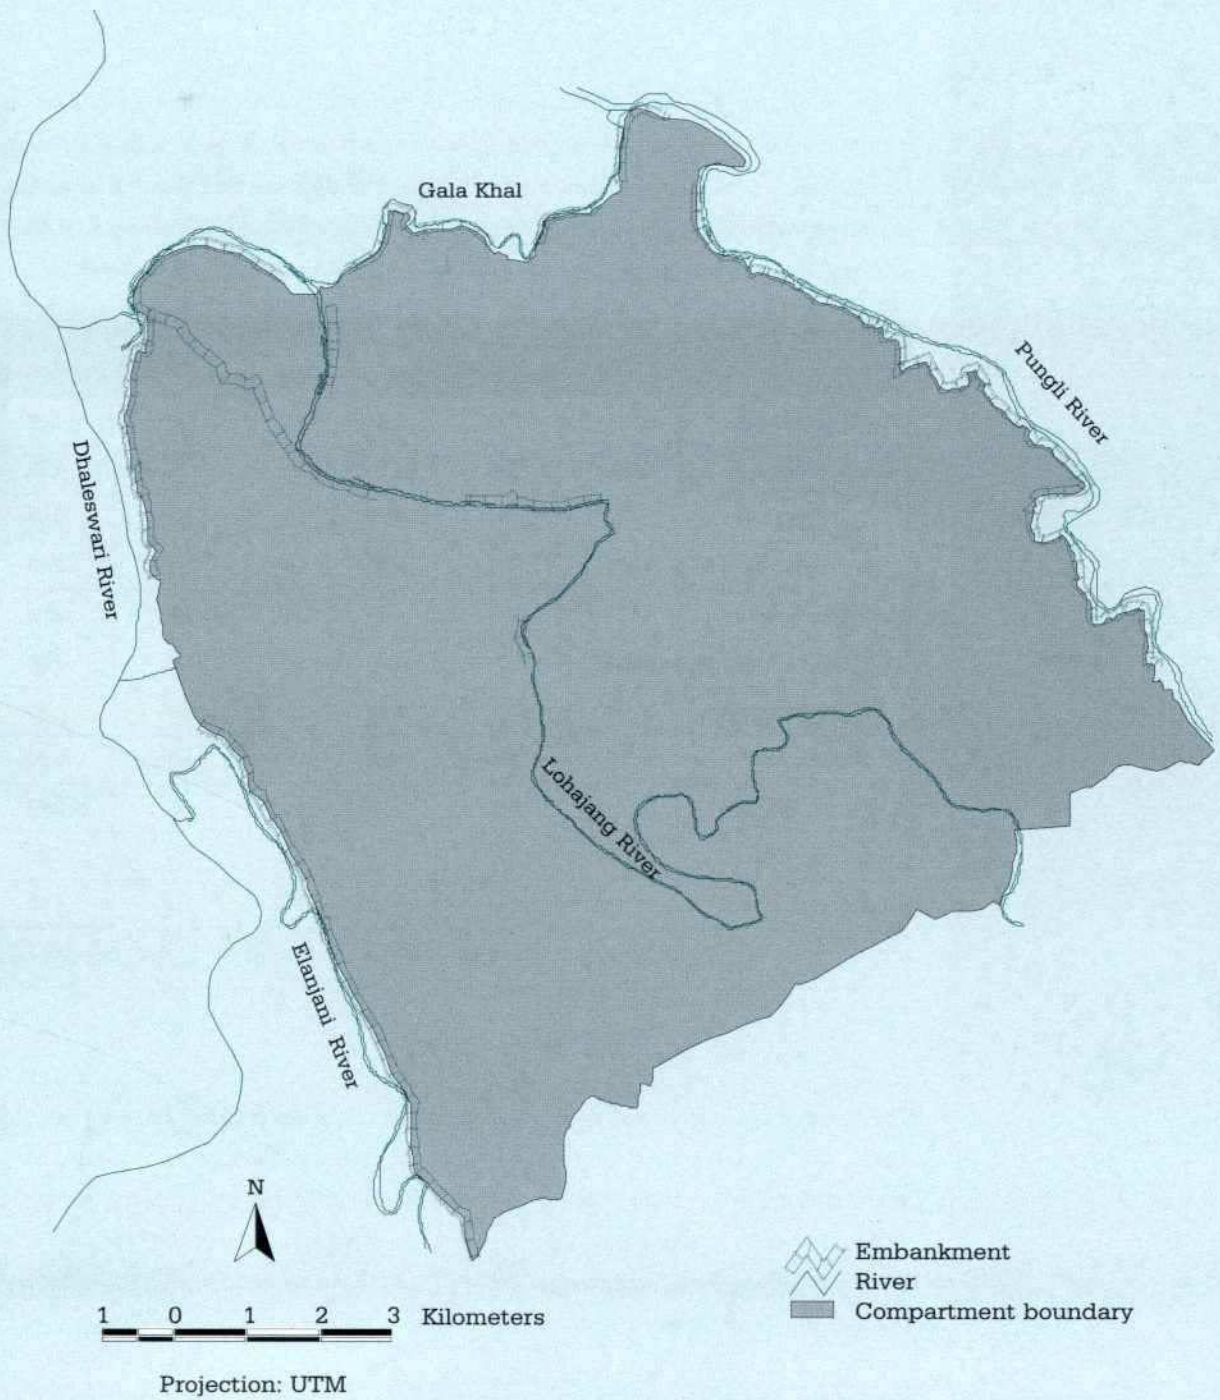 Gala Khal
Pungli River
Dhaleswari River
Lohajang River
Elanjani River
N
Embankment
River
Compartment boundary
1 0 1 2 3 Kilometers
Projection: UTM